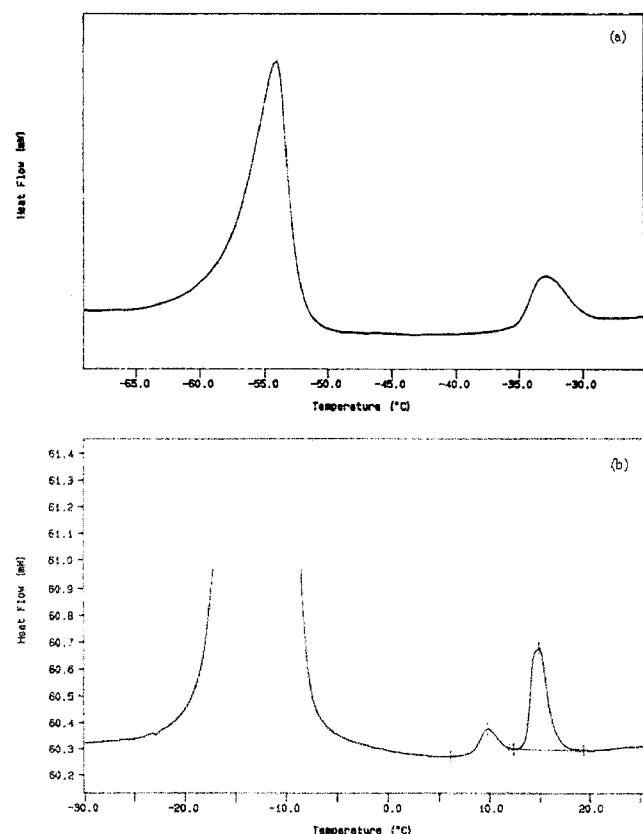 (a)
Heat Flow (mW)
-65.0 -60.0 -55.0 -50.0 -45.0 -40.0 -35.0 -30.0
Temperature (°C)
(b)
61.4
61.3
61.2
61.1
61.0
60.9
60.8
60.7
60.6
60.5
60.4
60.3
60.2
Heat Flow (mW)
-30.0 -20.0 -10.0 0.0 10.0 20.0
Temperature (°C)